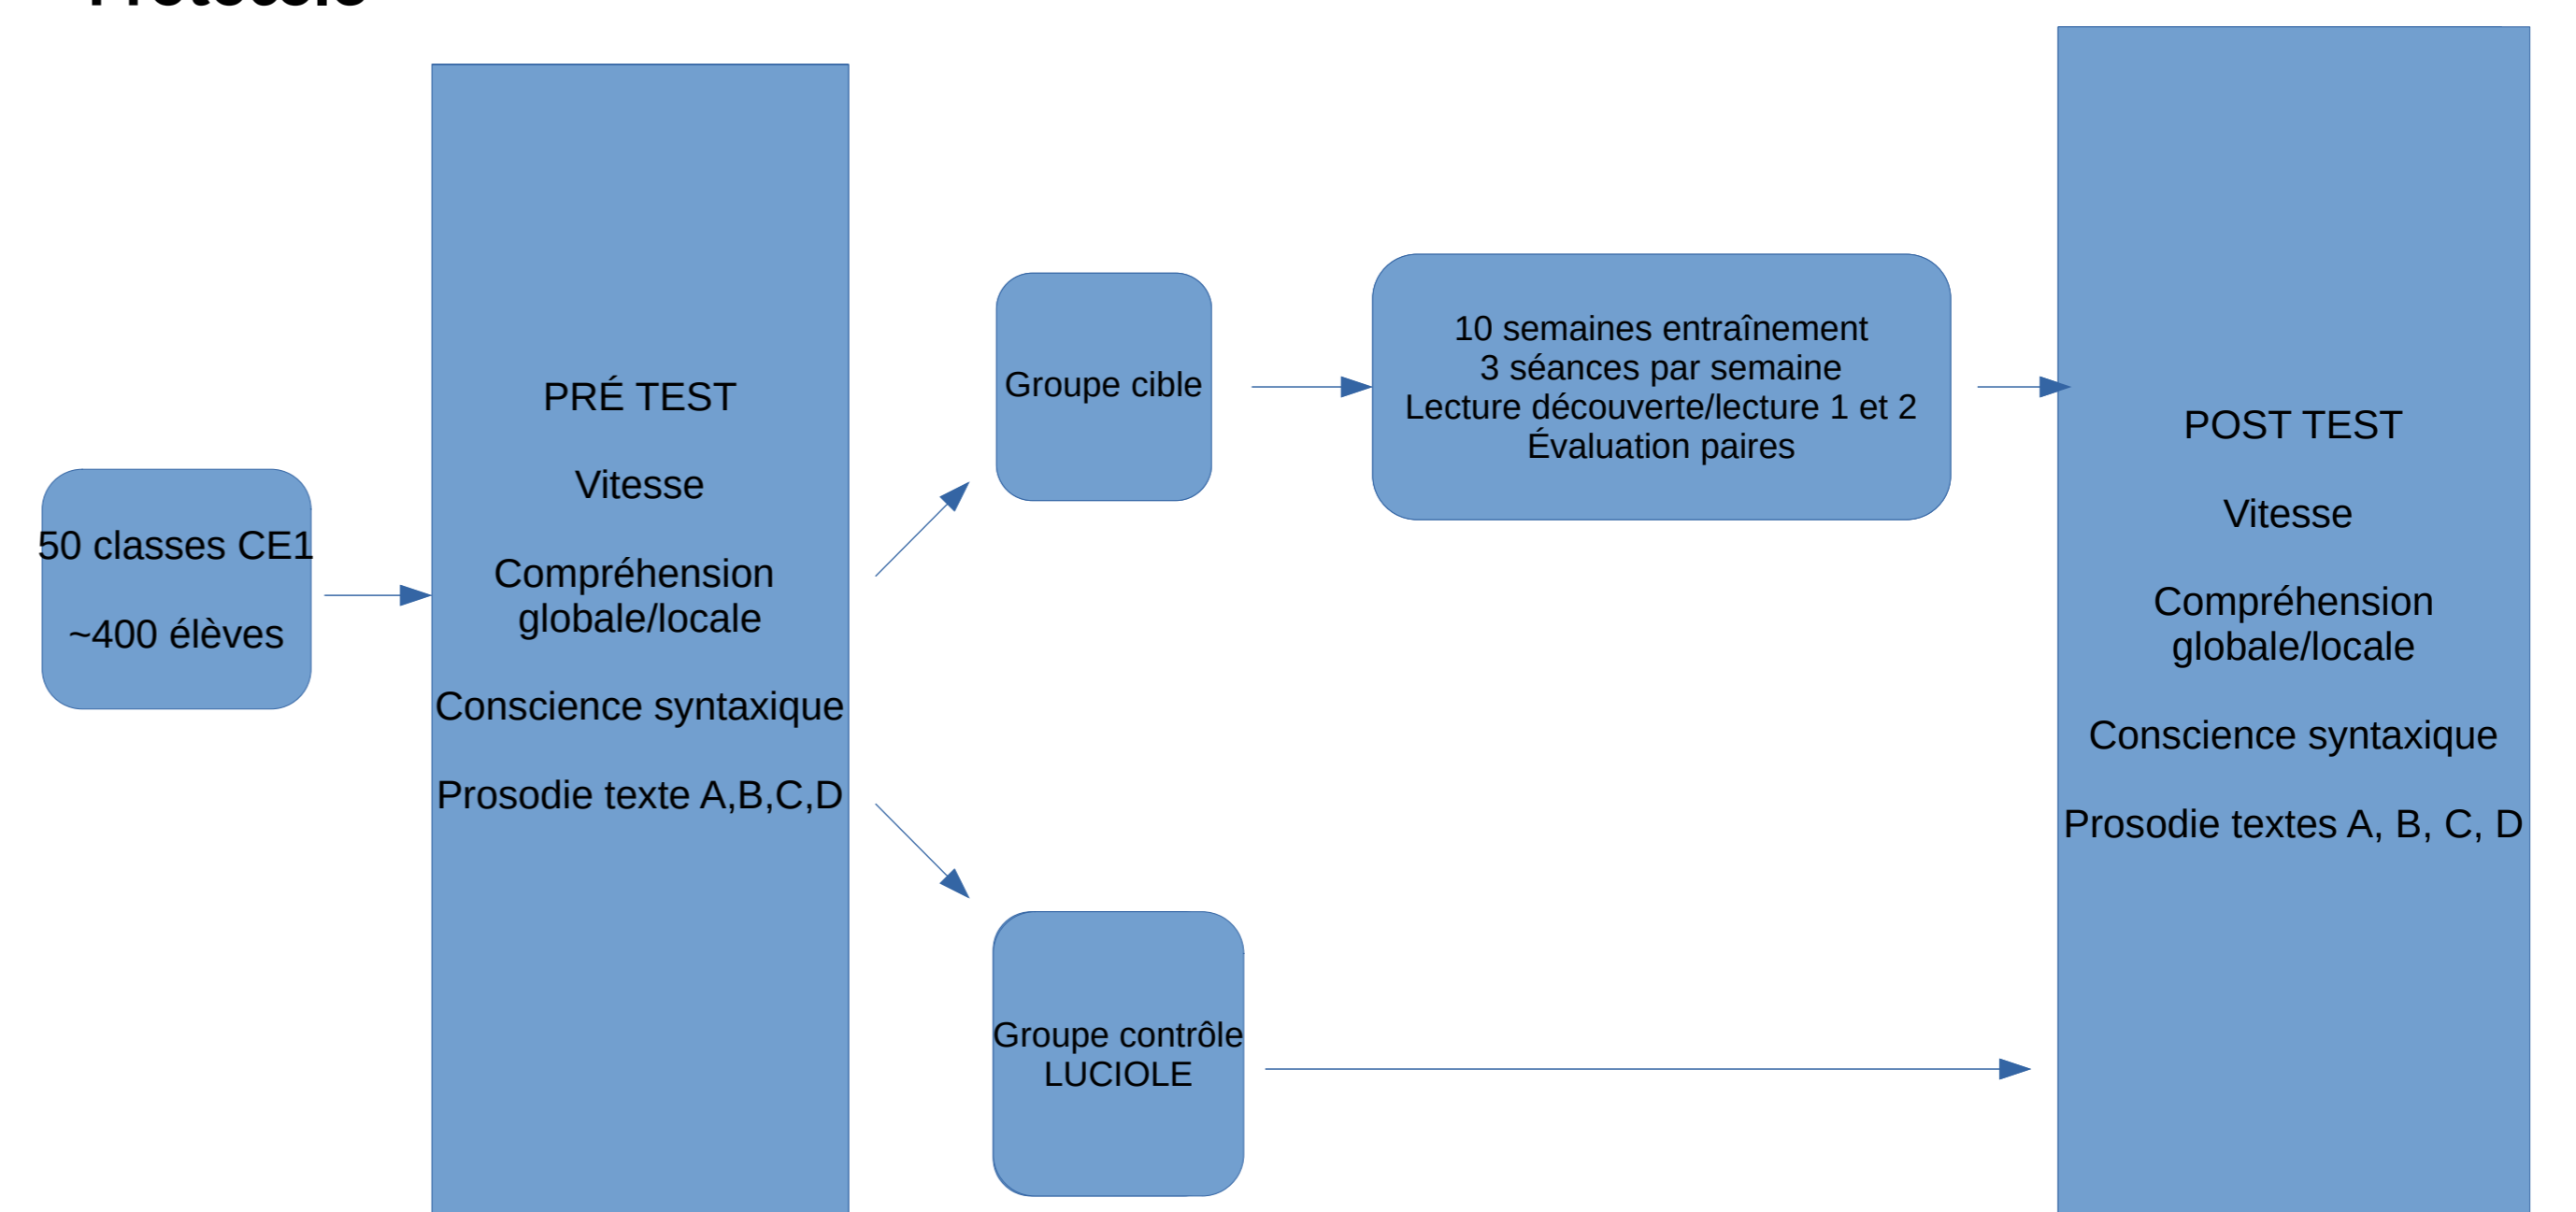 50 classes CE1
~400 élèves
PRÉ TEST
Vitesse
Compréhension
globale/locale
Conscience syntaxique
Prosodie texte A,B,C,D
Groupe cible
10 semaines entraînement
3 séances par semaine
Lecture découverte/lecture 1 et 2
Évaluation paires
Groupe contrôle
LUCIOLE
POST TEST
Vitesse
Compréhension
globale/locale
Conscience syntaxique
Prosodie textes A, B, C, D